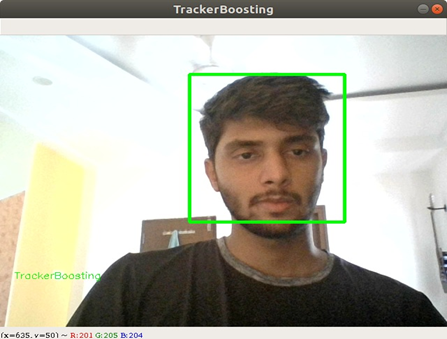 TrackerBoosting
TrackerBoosting
(x=635, y=50) ~ R:201 G:205 B:204